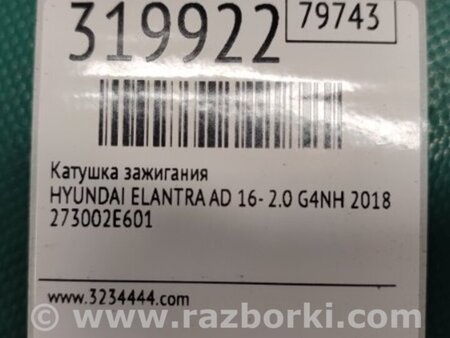 319922
79743
Катушка зажигания
HYUNDAI ELANTRA AD 16- 2.0 G4NH 2018
273002E601
www.3234444.com
www.razborki.com